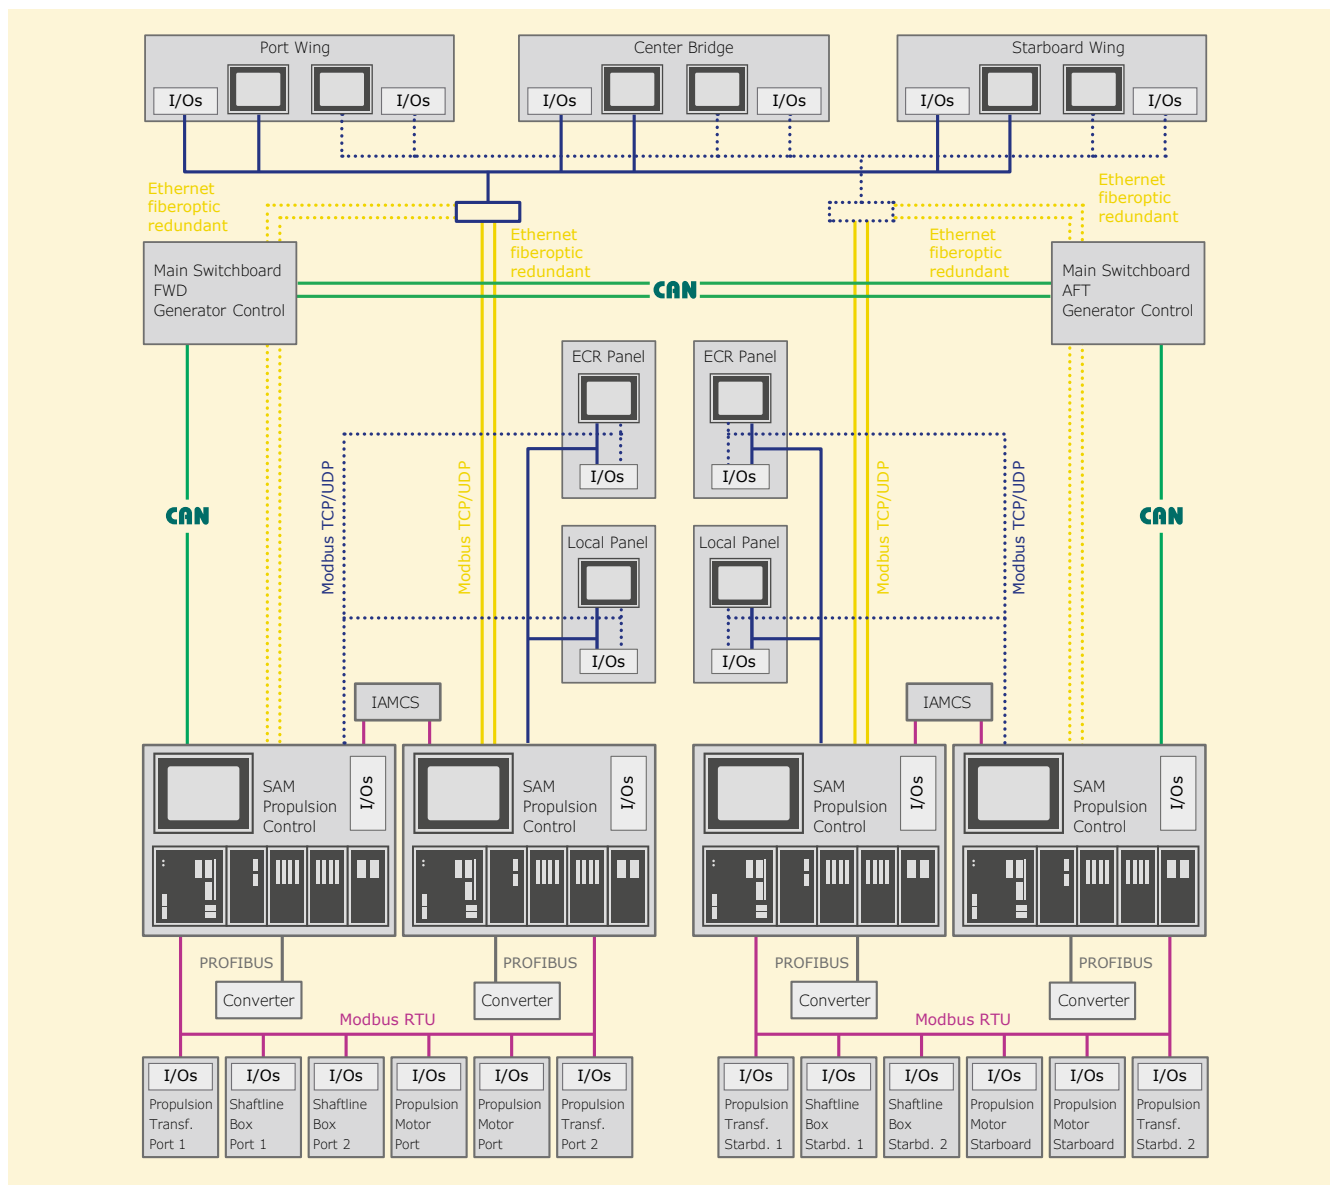 Port Wing
Center Bridge
Starboard Wing
I/Os
I/Os
I/Os
I/Os
I/Os
I/Os
Ethernet
fiberoptic
redundant
Ethernet
fiberoptic
redundant
Ethernet
fiberoptic
redundant
Ethernet
fiberoptic
redundant
Main Switchboard
FWD
Generator Control
CAN
Main Switchboard
AFT
Generator Control
ECR Panel
I/Os
ECR Panel
I/Os
CAN
Modbus TCP/UDP
Modbus TCP/UDP
Modbus TCP/UDP
Modbus TCP/UDP
CAN
Local Panel
I/Os
Local Panel
I/Os
IAMCS
IAMCS
SAM
Propulsion
Control
I/Os
SAM
Propulsion
Control
I/Os
SAM
Propulsion
Control
I/Os
SAM
Propulsion
Control
I/Os
PROFIBUS
PROFIBUS
PROFIBUS
PROFIBUS
Converter
Converter
Converter
Converter
Modbus RTU
Modbus RTU
I/Os
Propulsion
Transf.
Port 1
I/Os
Shaftline
Box
Port 1
I/Os
Shaftline
Box
Port 2
I/Os
Propulsion
Motor
Port
I/Os
Propulsion
Motor
Port
I/Os
Propulsion
Transf.
Port 2
I/Os
Propulsion
Transf.
Starbd. 1
I/Os
Shaftline
Box
Starbd. 1
I/Os
Shaftline
Box
Starbd. 2
I/Os
Propulsion
Motor
Starboard
I/Os
Propulsion
Motor
Starboard
I/Os
Propulsion
Transf.
Starbd. 2